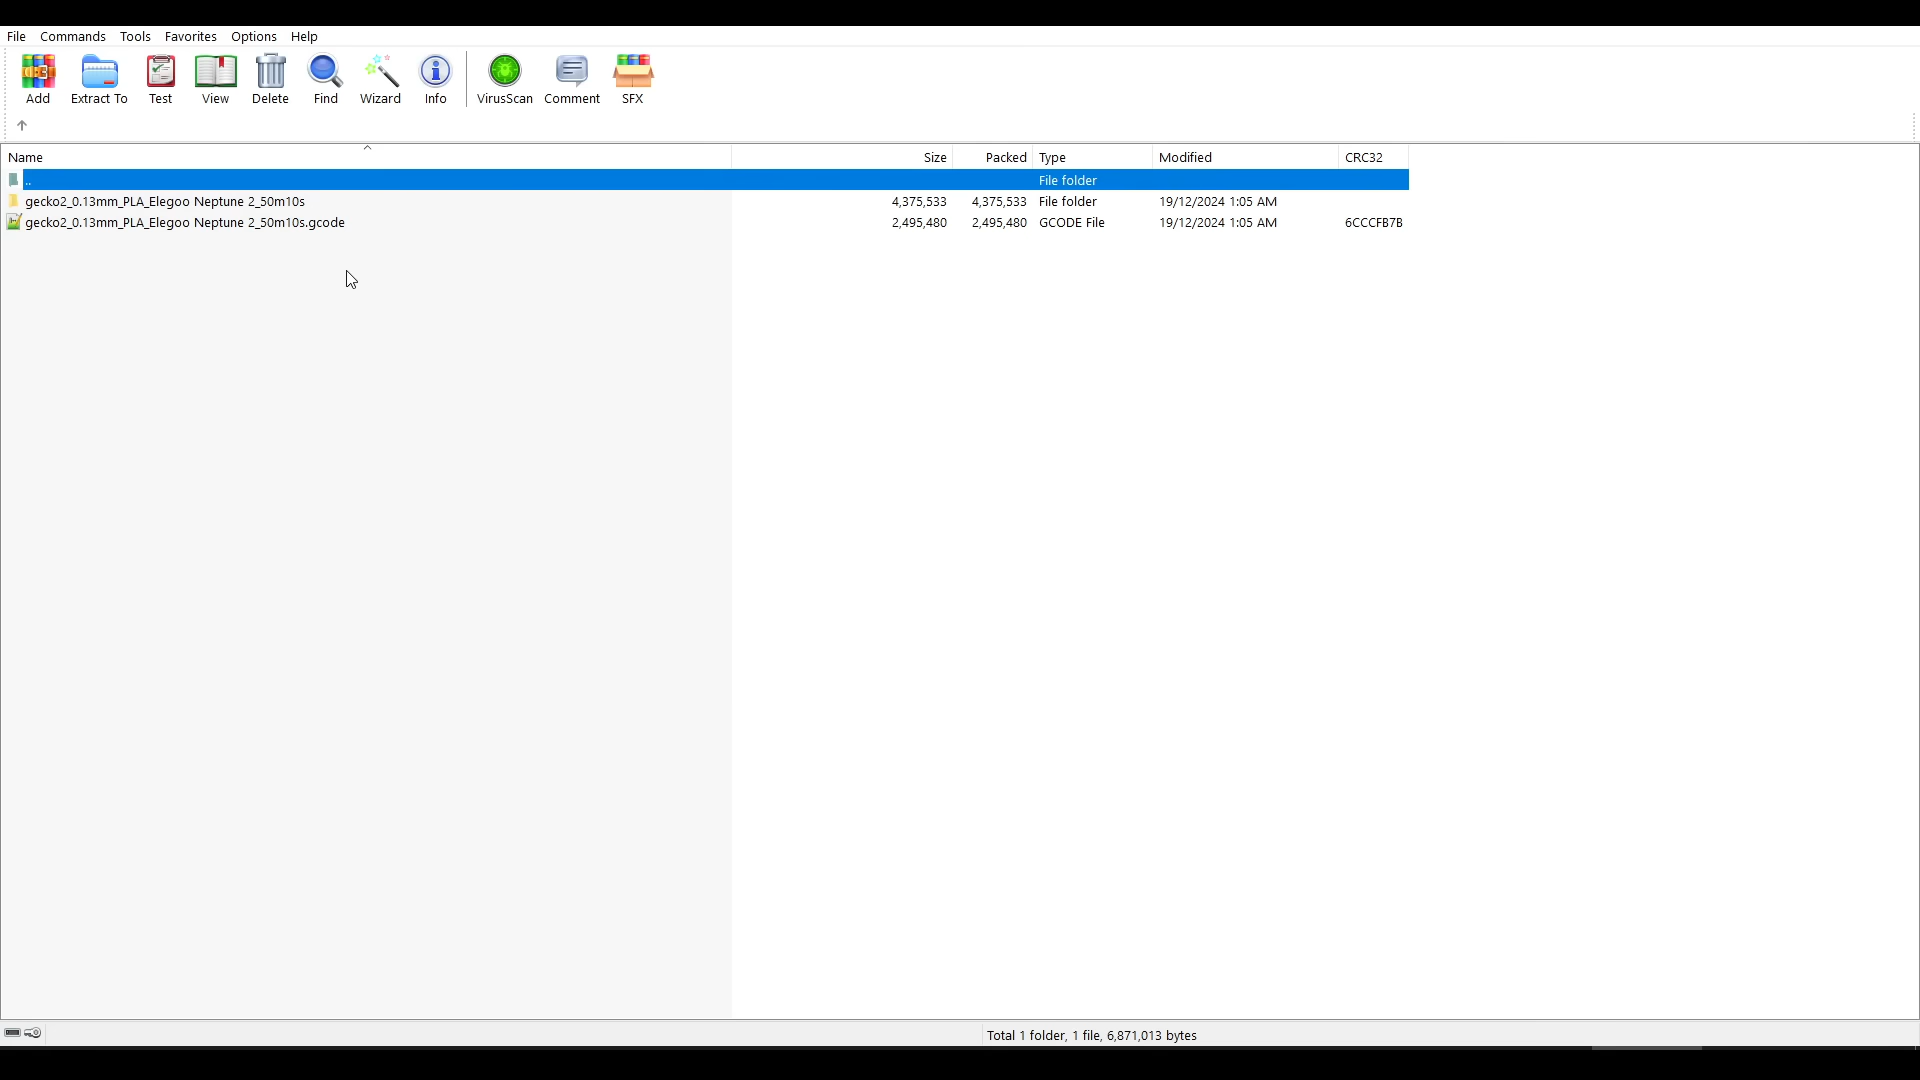 File Commands Tools Favorites Options Help
Add Extract To Test View Delete Find Wizard Info VirusScan Comment SFX
Name Size Packed Type Modified CRC32
.. File folder
gecko2_0.13mm_PLA_Elegoo Neptune 2_50m10s 4,375,533 4,375,533 File folder 19/12/2024 1:05 AM
gecko2_0.13mm_PLA_Elegoo Neptune 2_50m10s.gcode 2,495,480 2,495,480 GCODE File 19/12/2024 1:05 AM 6CCCFB7B
Total 1 folder, 1 file, 6,871,013 bytes